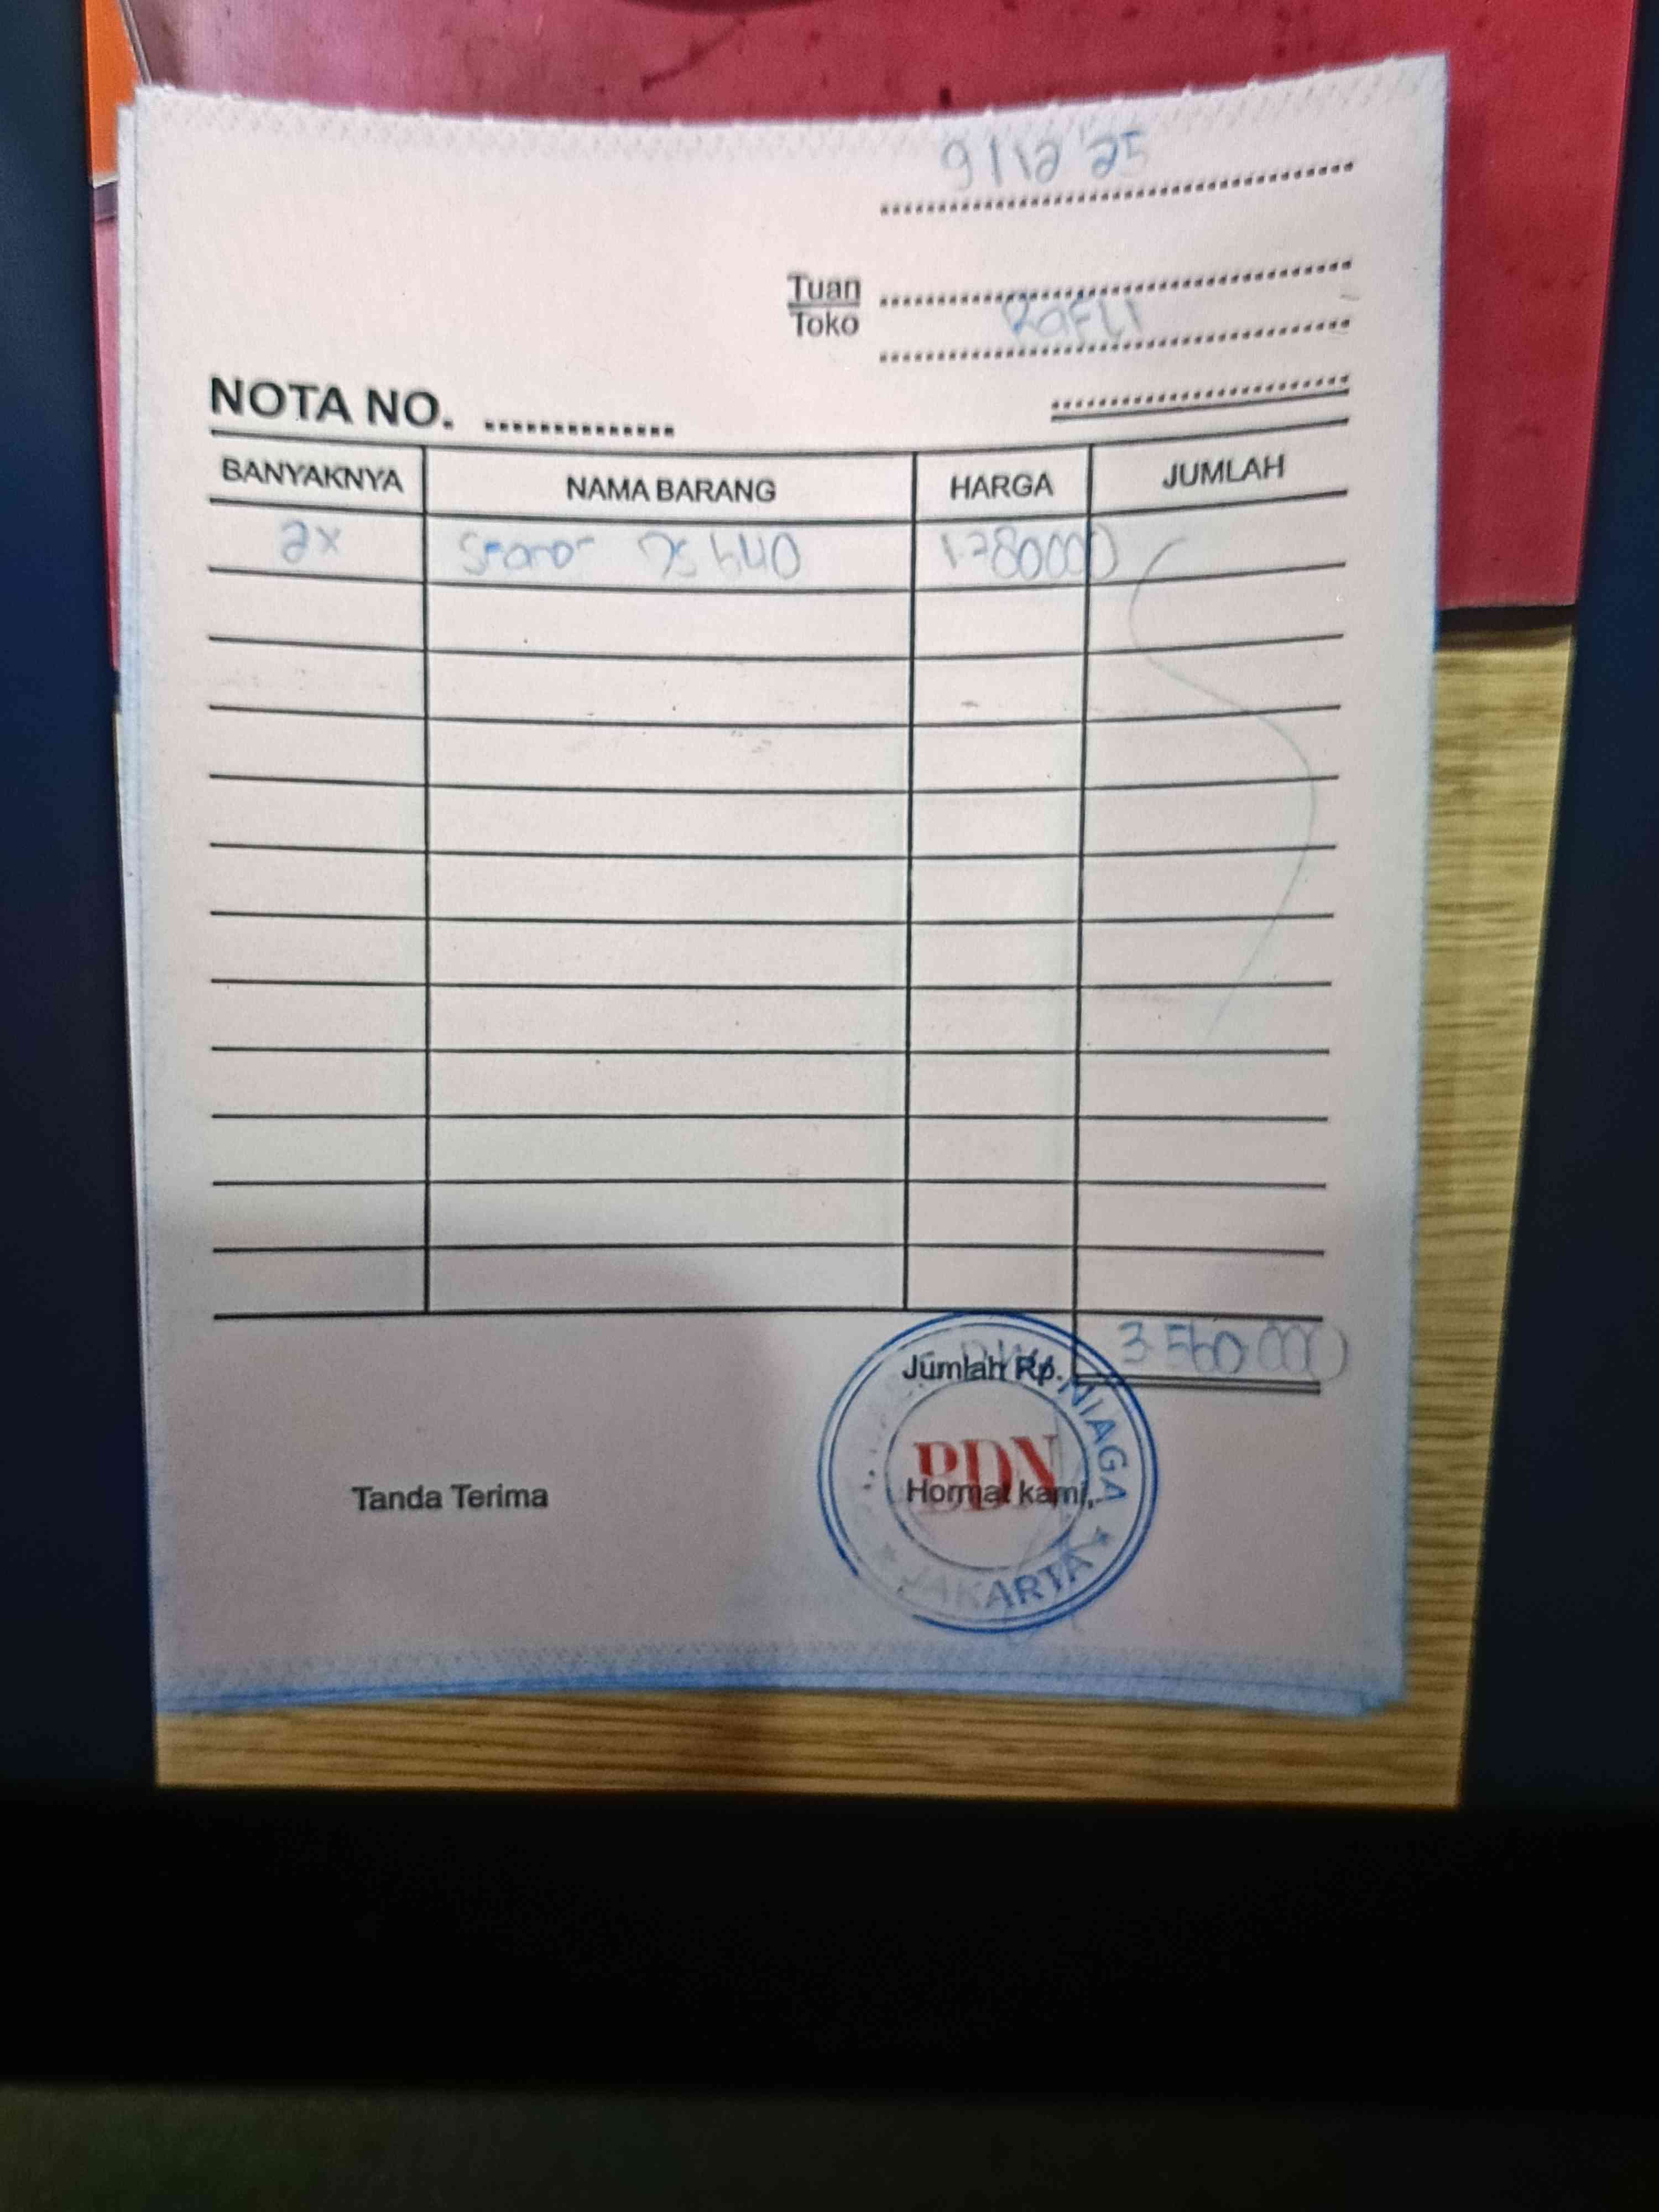 9/12'25
Tuan
Toko
Rafli
NOTA NO.
BANYAKNYA NAMA BARANG HARGA JUMLAH
2x 1.780000
Jumlah Rp. 3.560.000
Tanda Terima Hormat kami,
NIAGA
BDN
JAKARTA